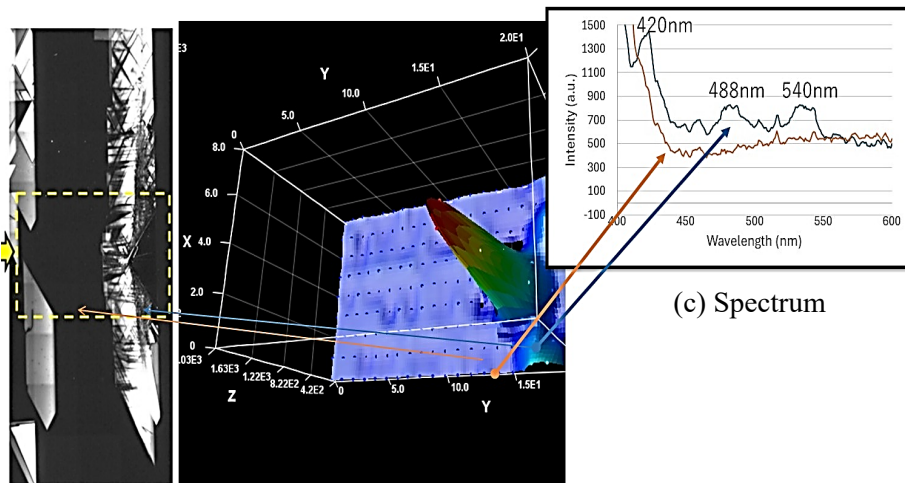 E3
Y
2.0E1
1.5E1
10.0
5.0
0
8.0
6.0
X 4.0
2.0
0
.03E3
1.63E3
1.22E3
8.22E2
4.2E2
Z
0
5.0
10.0
1.5E1
Y
1500
1300
1100
900
700
500
300
100
-100
400
450
500
550
600
Intensity (a.u.)
Wavelength (nm)
420nm
488nm
540nm
(c) Spectrum